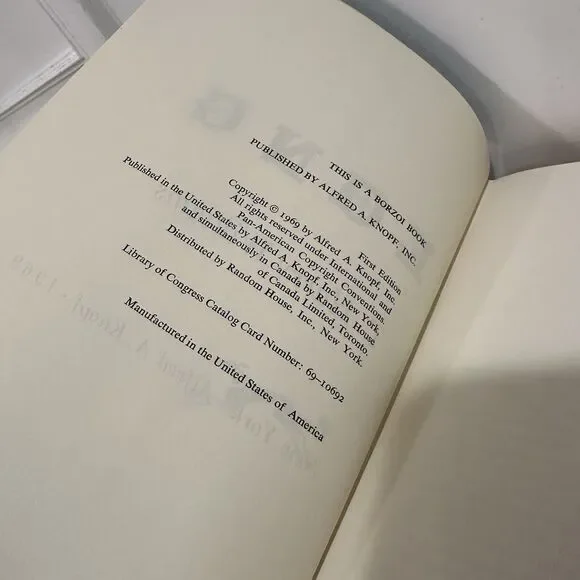 THIS IS A BORZOI BOOK
PUBLISHED BY ALFRED A. KNOPF, INC.
First Edition
Copyright © 1969 by Alfred A. Knopf, Inc.
All rights reserved under International and
Pan-American Copyright Conventions.
Published in the United States by Alfred A. Knopf, Inc., New York,
and simultaneously in Canada by Random House
of Canada Limited, Toronto.
Distributed by Random House, Inc., New York.
Library of Congress Catalog Card Number: 69–10692
Manufactured in the United States of America